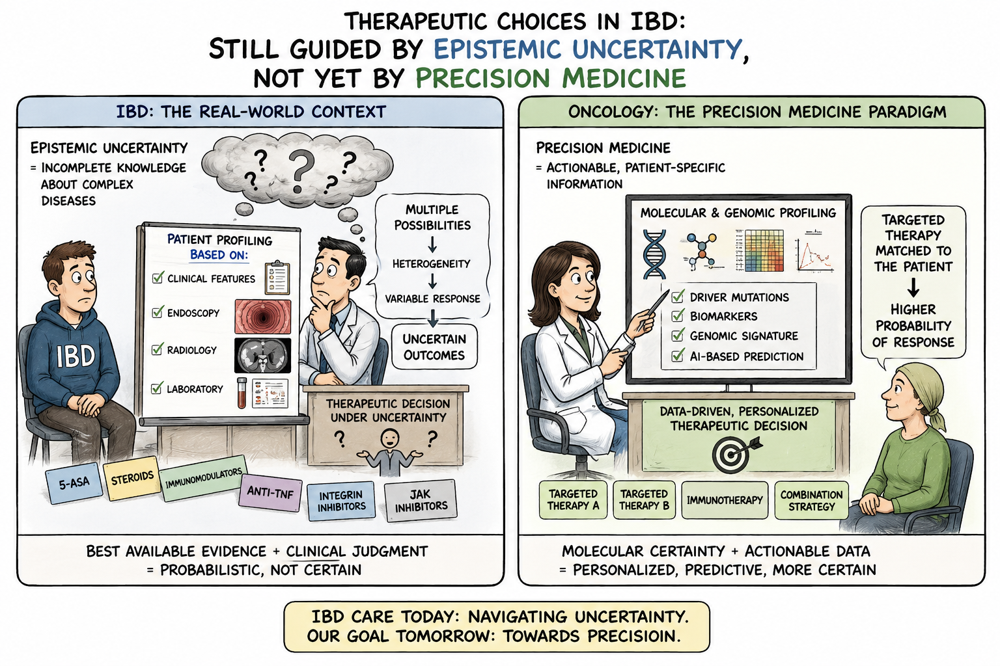 THERAPEUTIC CHOICES IN IBD:
STILL GUIDED BY EPISTEMIC UNCERTAINTY,
NOT YET BY PRECISION MEDICINE
IBD: THE REAL-WORLD CONTEXT
EPISTEMIC UNCERTAINTY
= INCOMPLETE KNOWLEDGE
ABOUT COMPLEX
DISEASES
? ? ? ? ?
MULTIPLE
POSSIBILITIES
HETEROGENEITY
VARIABLE RESPONSE
UNCERTAIN
OUTCOMES
PATIENT PROFILING
BASED ON:
CLINICAL FEATURES
ENDOSCOPY
RADIOLOGY
LABORATORY
IBD
THERAPEUTIC DECISION
UNDER UNCERTAINTY
? ?
5-ASA
STEROIDS
IMMUNOMODULATORS
ANTI-TNF
INTEGRIN
INHIBITORS
JAK
INHIBITORS
BEST AVAILABLE EVIDENCE + CLINICAL JUDGMENT
= PROBABILISTIC, NOT CERTAIN
ONCOLOGY: THE PRECISION MEDICINE PARADIGM
PRECISION MEDICINE
= ACTIONABLE, PATIENT-SPECIFIC
INFORMATION
MOLECULAR & GENOMIC PROFILING
DRIVER MUTATIONS
BIOMARKERS
GENOMIC SIGNATURE
AI-BASED PREDICTION
TARGETED
THERAPY
MATCHED TO
THE PATIENT
HIGHER
PROBABILITY
OF RESPONSE
DATA-DRIVEN, PERSONALIZED
THERAPEUTIC DECISION
TARGETED
THERAPY A
TARGETED
THERAPY B
IMMUNOTHERAPY
COMBINATION
STRATEGY
MOLECULAR CERTAINTY + ACTIONABLE DATA
= PERSONALIZED, PREDICTIVE, MORE CERTAIN
IBD CARE TODAY: NAVIGATING UNCERTAINTY.
OUR GOAL TOMORROW: TOWARDS PRECISIOIN.